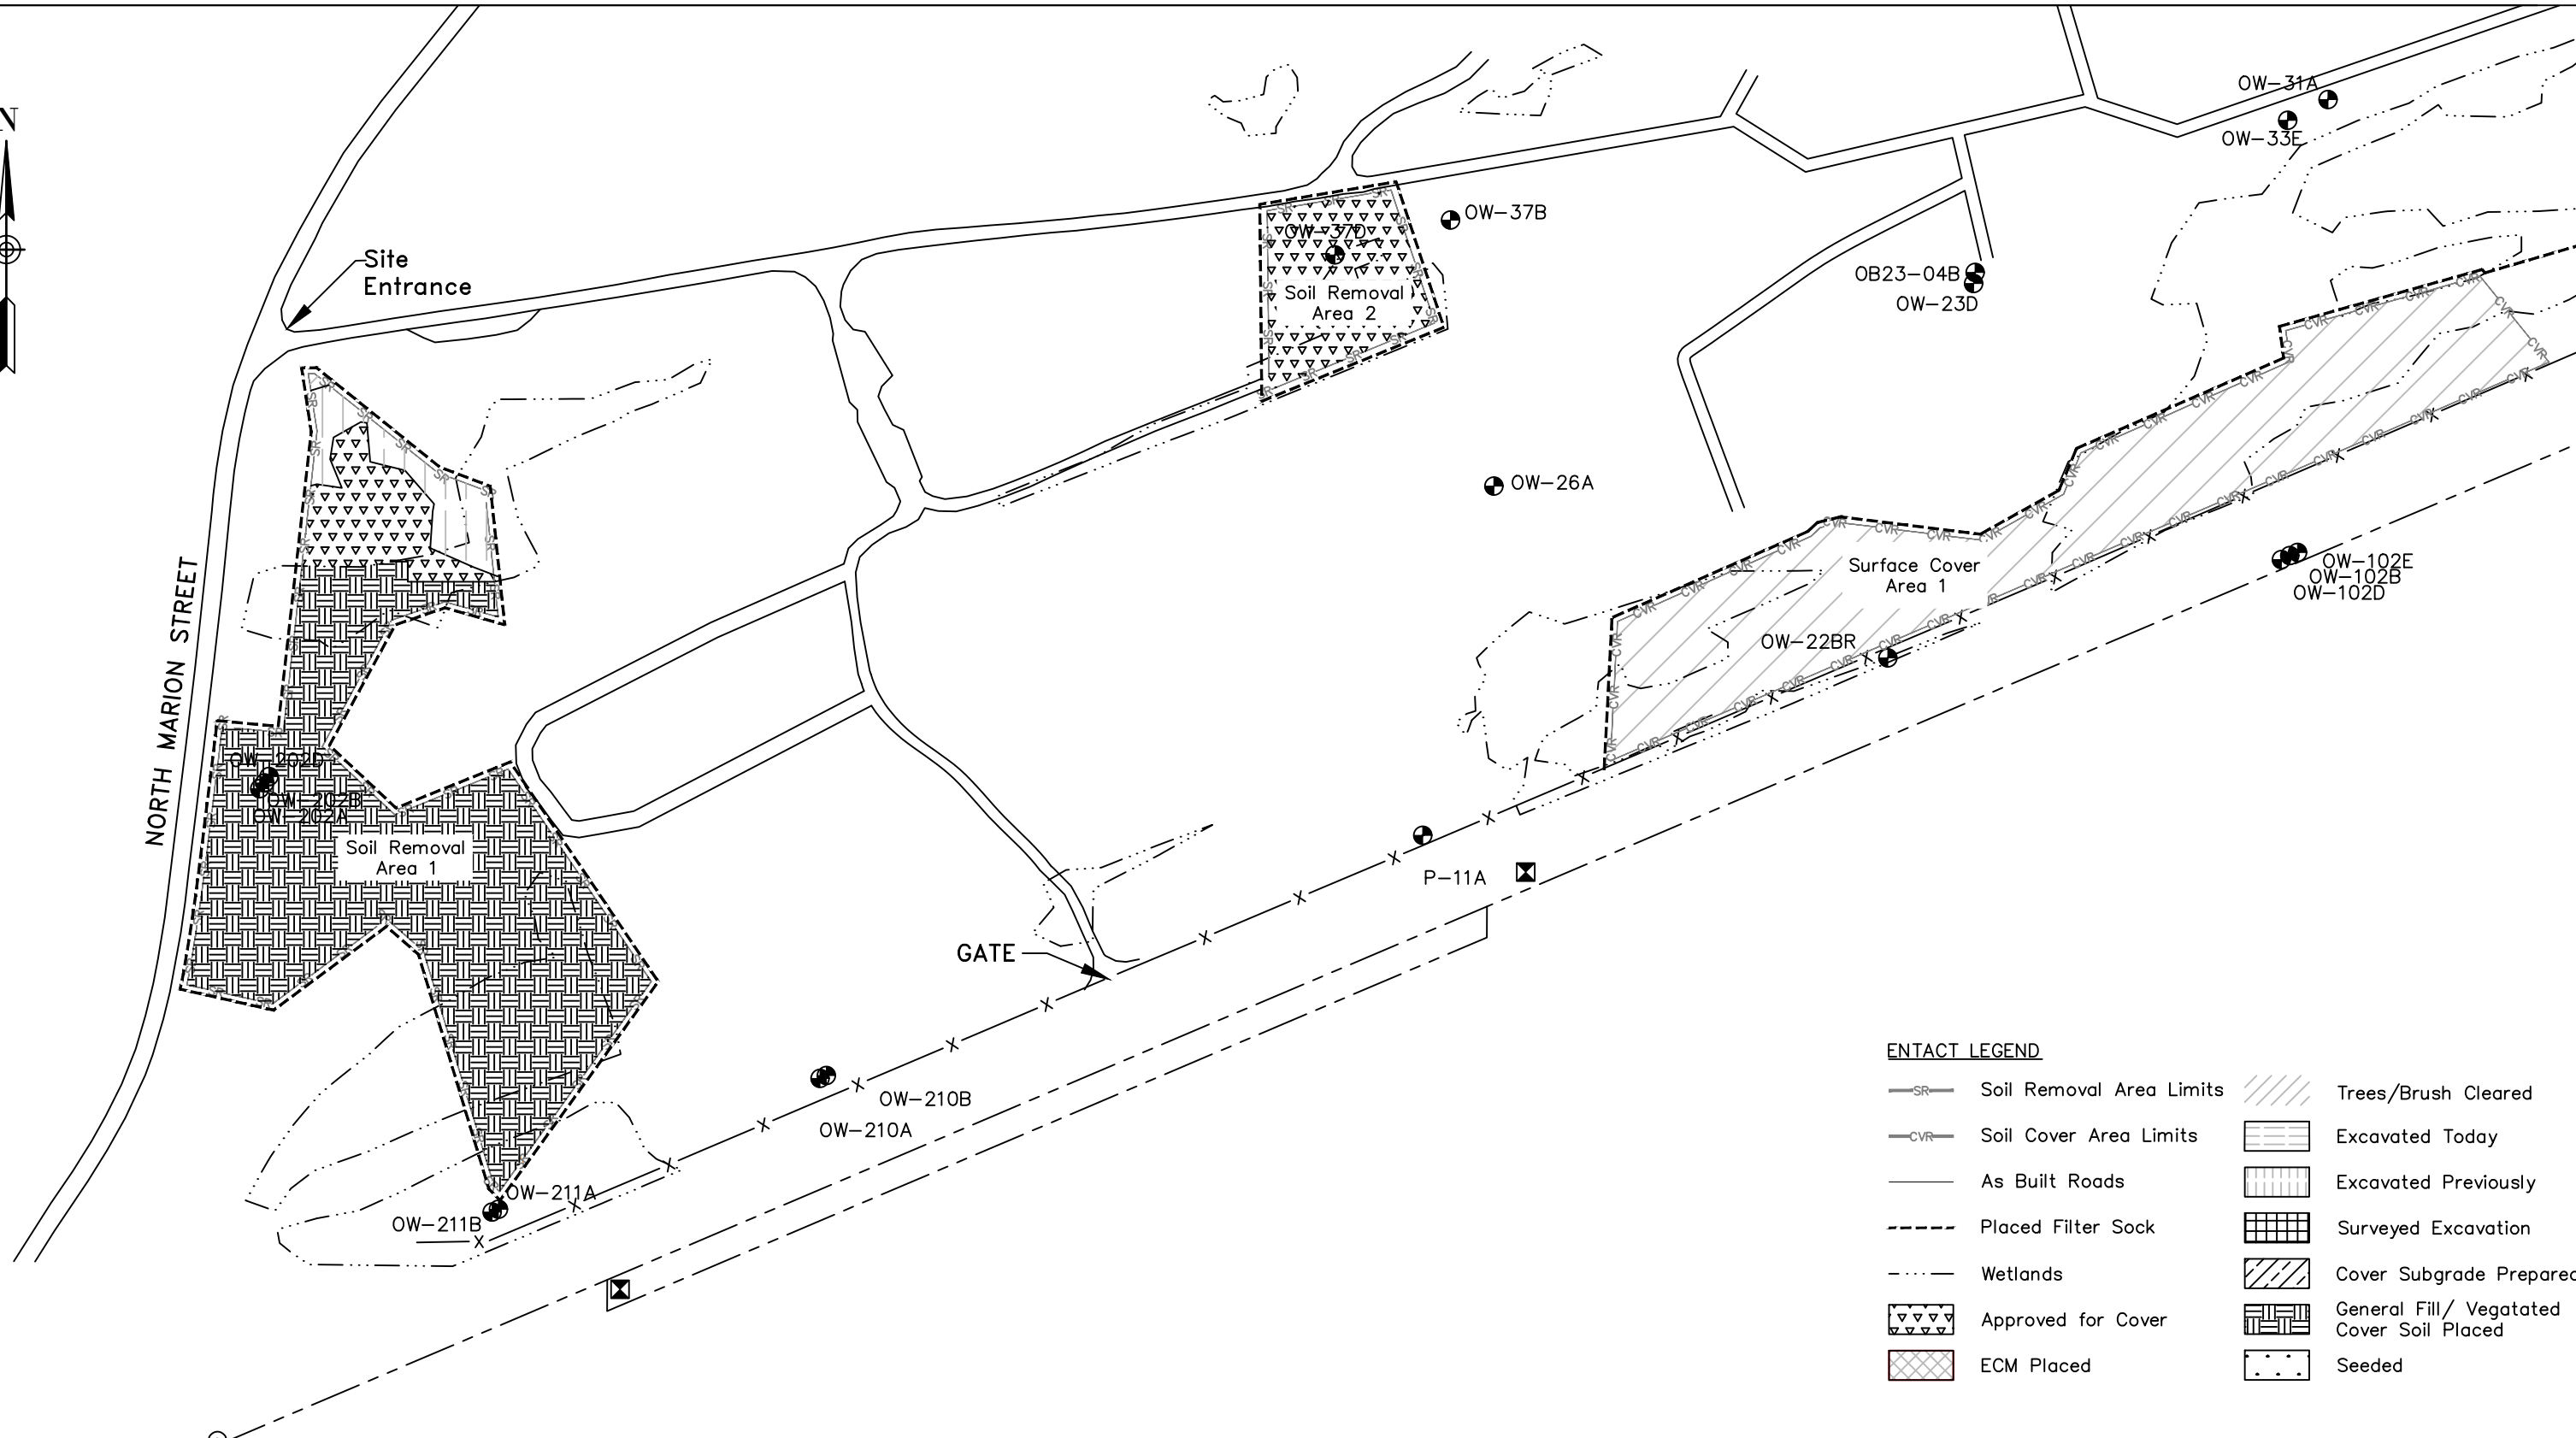 N
Site
Entrance
NORTH MARION STREET
OW-31A
OW-33E
OW-37B
OW-37D
Soil Removal
Area 2
OB23-04B
OW-23D
OW-26A
Surface Cover
Area 1
OW-22BR
OW-102E
OW-102B
OW-102D
OW-202D
OW-202B
OW-202A
Soil Removal
Area 1
P-11A
GATE
OW-210B
OW-210A
OW-211A
OW-211B
ENTACT LEGEND
SR Soil Removal Area Limits
CVR Soil Cover Area Limits
As Built Roads
Placed Filter Sock
Wetlands
Approved for Cover
ECM Placed
Trees/Brush Cleared
Excavated Today
Excavated Previously
Surveyed Excavation
Cover Subgrade Prepared
General Fill/ Vegatated
Cover Soil Placed
Seeded